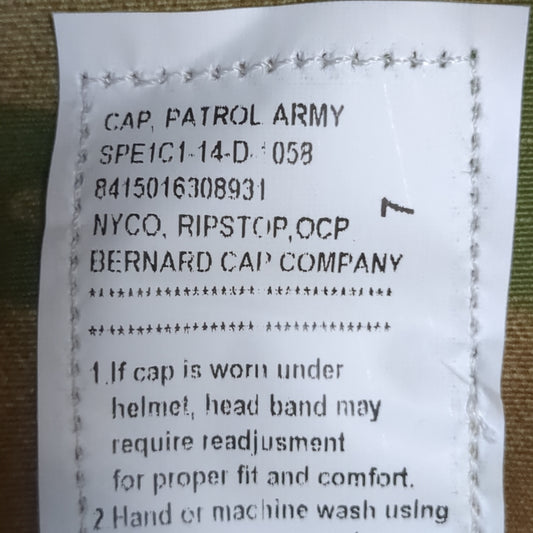 CAP, PATROL ARMY
SPE1C1-14-D-1058
8415016308931
7
NYCO, RIPSTOP,OCP
BERNARD CAP COMPANY
****************** ****************
****************** ****************
1.If cap is worn under
helmet, head band may
require readjusment
for proper fit and comfort.
2 Hand or machine wash using